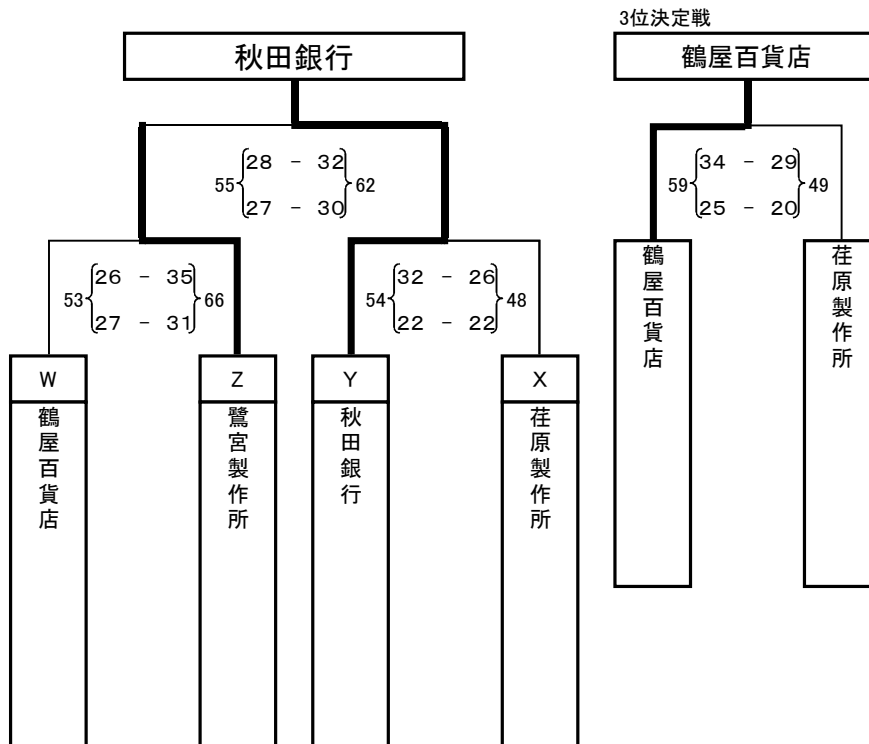 3位決定戦
秋田銀行
鶴屋百貨店
28 - 32
55 62
27 - 30
34 - 29
59 49
25 - 20
26 - 35
53 66
27 - 31
32 - 26
54 48
22 - 22
鶴屋百貨店
荏原製作所
W
Z
Y
X
鶴屋百貨店
鷺宮製作所
秋田銀行
荏原製作所